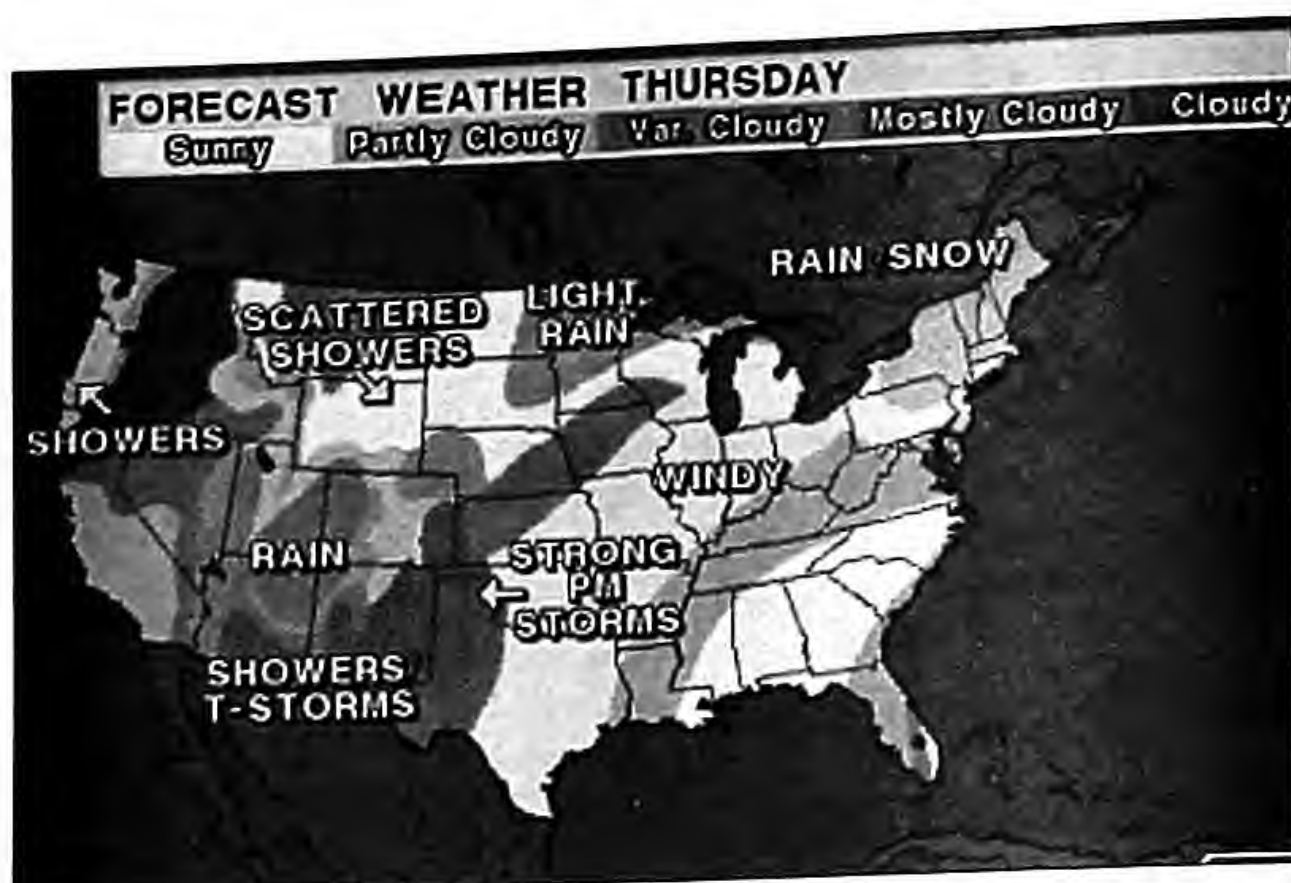 FORECAST WEATHER THURSDAY
Sunny Partly Cloudy Var. Cloudy Mostly Cloudy Cloudy
RAIN SNOW
LIGHT
RAIN
SCATTERED
SHOWERS
SHOWERS
WINDY
RAIN
STRONG
PM
STORMS
SHOWERS
T-STORMS